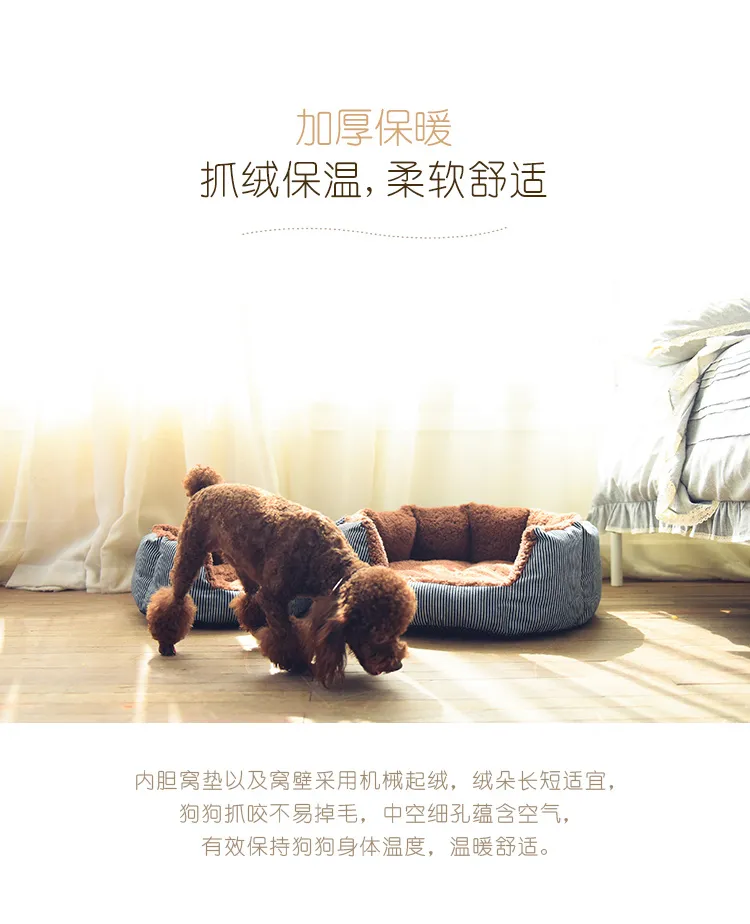 加厚保暖
抓绒保温，柔软舒适
内胆窝垫以及窝壁采用机械起绒，绒朵长短适宜，
狗狗抓咬不易掉毛，中空细孔蕴含空气，
有效保持狗狗身体温度，温暖舒适。